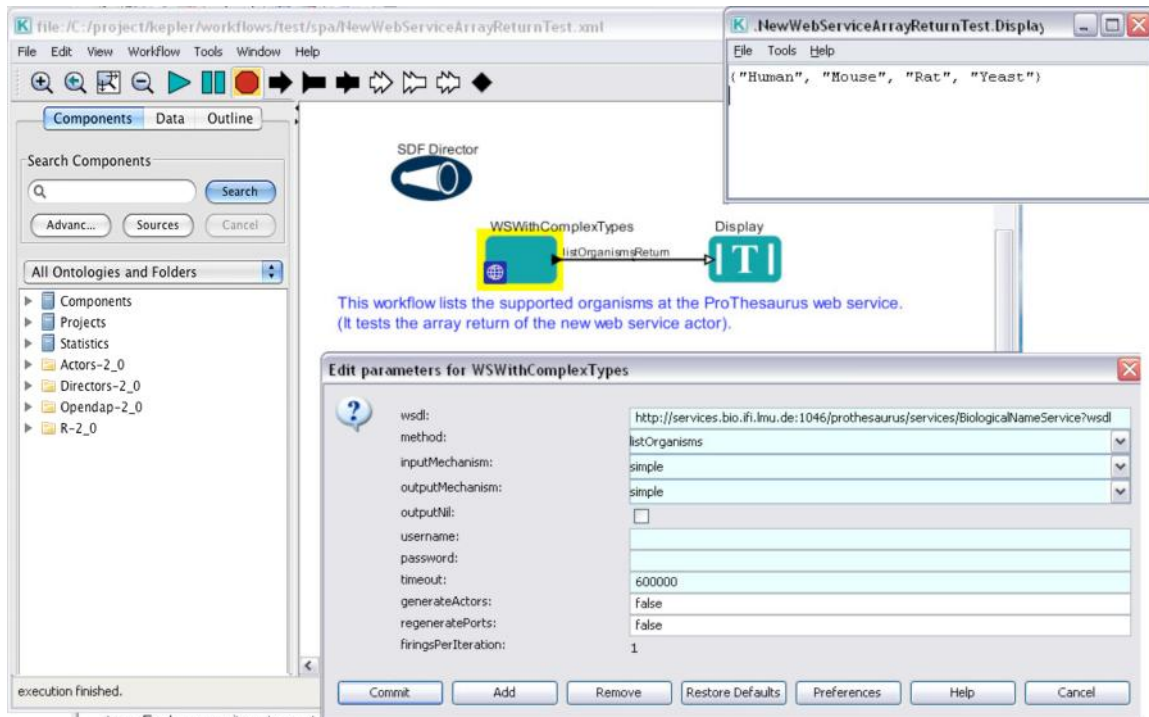 file:/C:/project/kepler/workflows/test/spa/NewWebServiceArrayReturnTest.xml
File Edit View Workflow Tools Window Help
Components Data Outline
Search Components
Search
Advanc... Sources Cancel
All Ontologies and Folders
Components
Projects
Statistics
Actors-2_0
Directors-2_0
Opendap-2_0
R-2_0
execution finished.
SDF Director
WSWithComplexTypes
listOrganismsReturn
Display
T
This workflow lists the supported organisms at the ProThesaurus web service.
(It tests the array return of the new web service actor).
.NewWebServiceArrayReturnTest.Display
File Tools Help
{"Human", "Mouse", "Rat", "Yeast"}
Edit parameters for WSWithComplexTypes
wsdl: http://services.bio.ifi.lmu.de:1046/prothesaurus/services/BiologicalNameService?wsdl
method: listOrganisms
inputMechanism: simple
outputMechanism: simple
outputNil:
username:
password:
timeout: 600000
generateActors: false
regeneratePorts: false
firingsPerIteration: 1
Commit Add Remove Restore Defaults Preferences Help Cancel